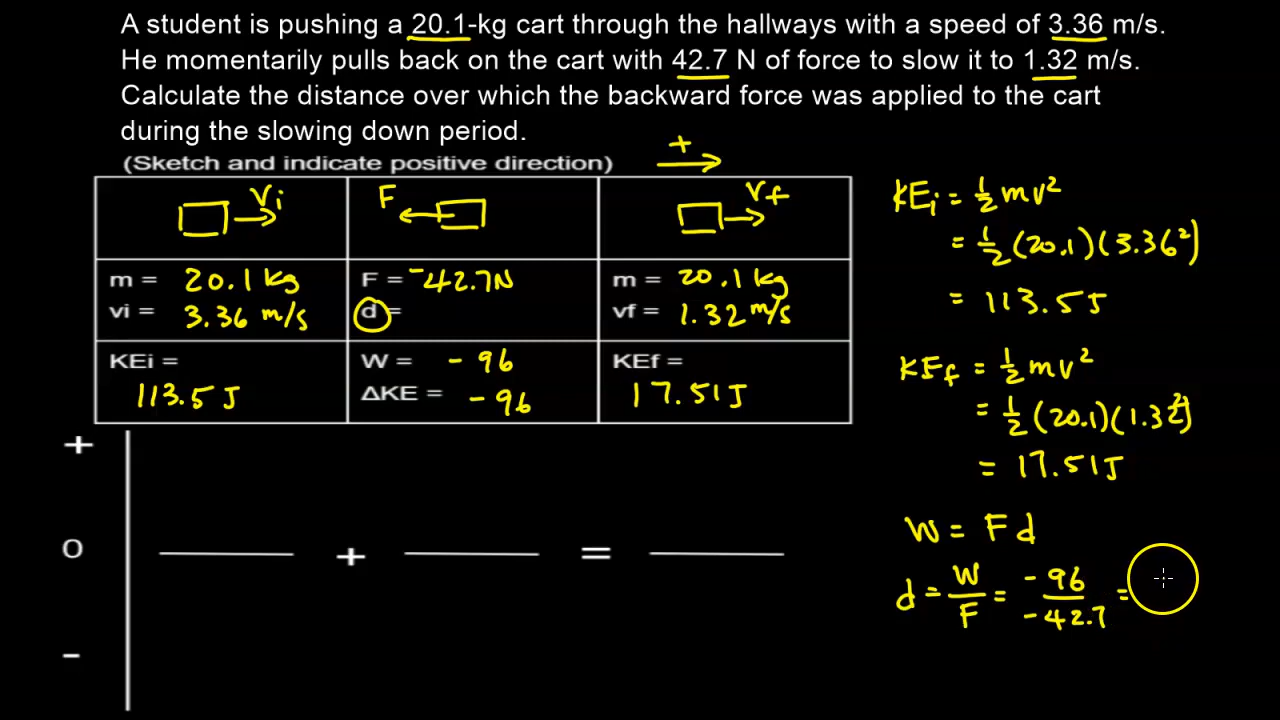 A student is pushing a 20.1-kg cart through the hallways with a speed of 3.36 m/s.
He momentarily pulls back on the cart with 42.7 N of force to slow it to 1.32 m/s.
Calculate the distance over which the backward force was applied to the cart
during the slowing down period.
(Sketch and indicate positive direction) +
Vi F Vf
m = 20.1 kg F = -42.7N m = 20.1 kg
vi = 3.36 m/s d = vf = 1.32 m/s
KEi = W = -96 KEf =
113.5 J ΔKE = -96 17.51 J
KEi = 1/2 mv²
= 1/2 (20.1)(3.36²)
= 113.5 J
KEf = 1/2 mv²
= 1/2 (20.1)(1.32²)
= 17.51 J
W = Fd
d = W/F = -96/-42.7 =
+
0 + =
-